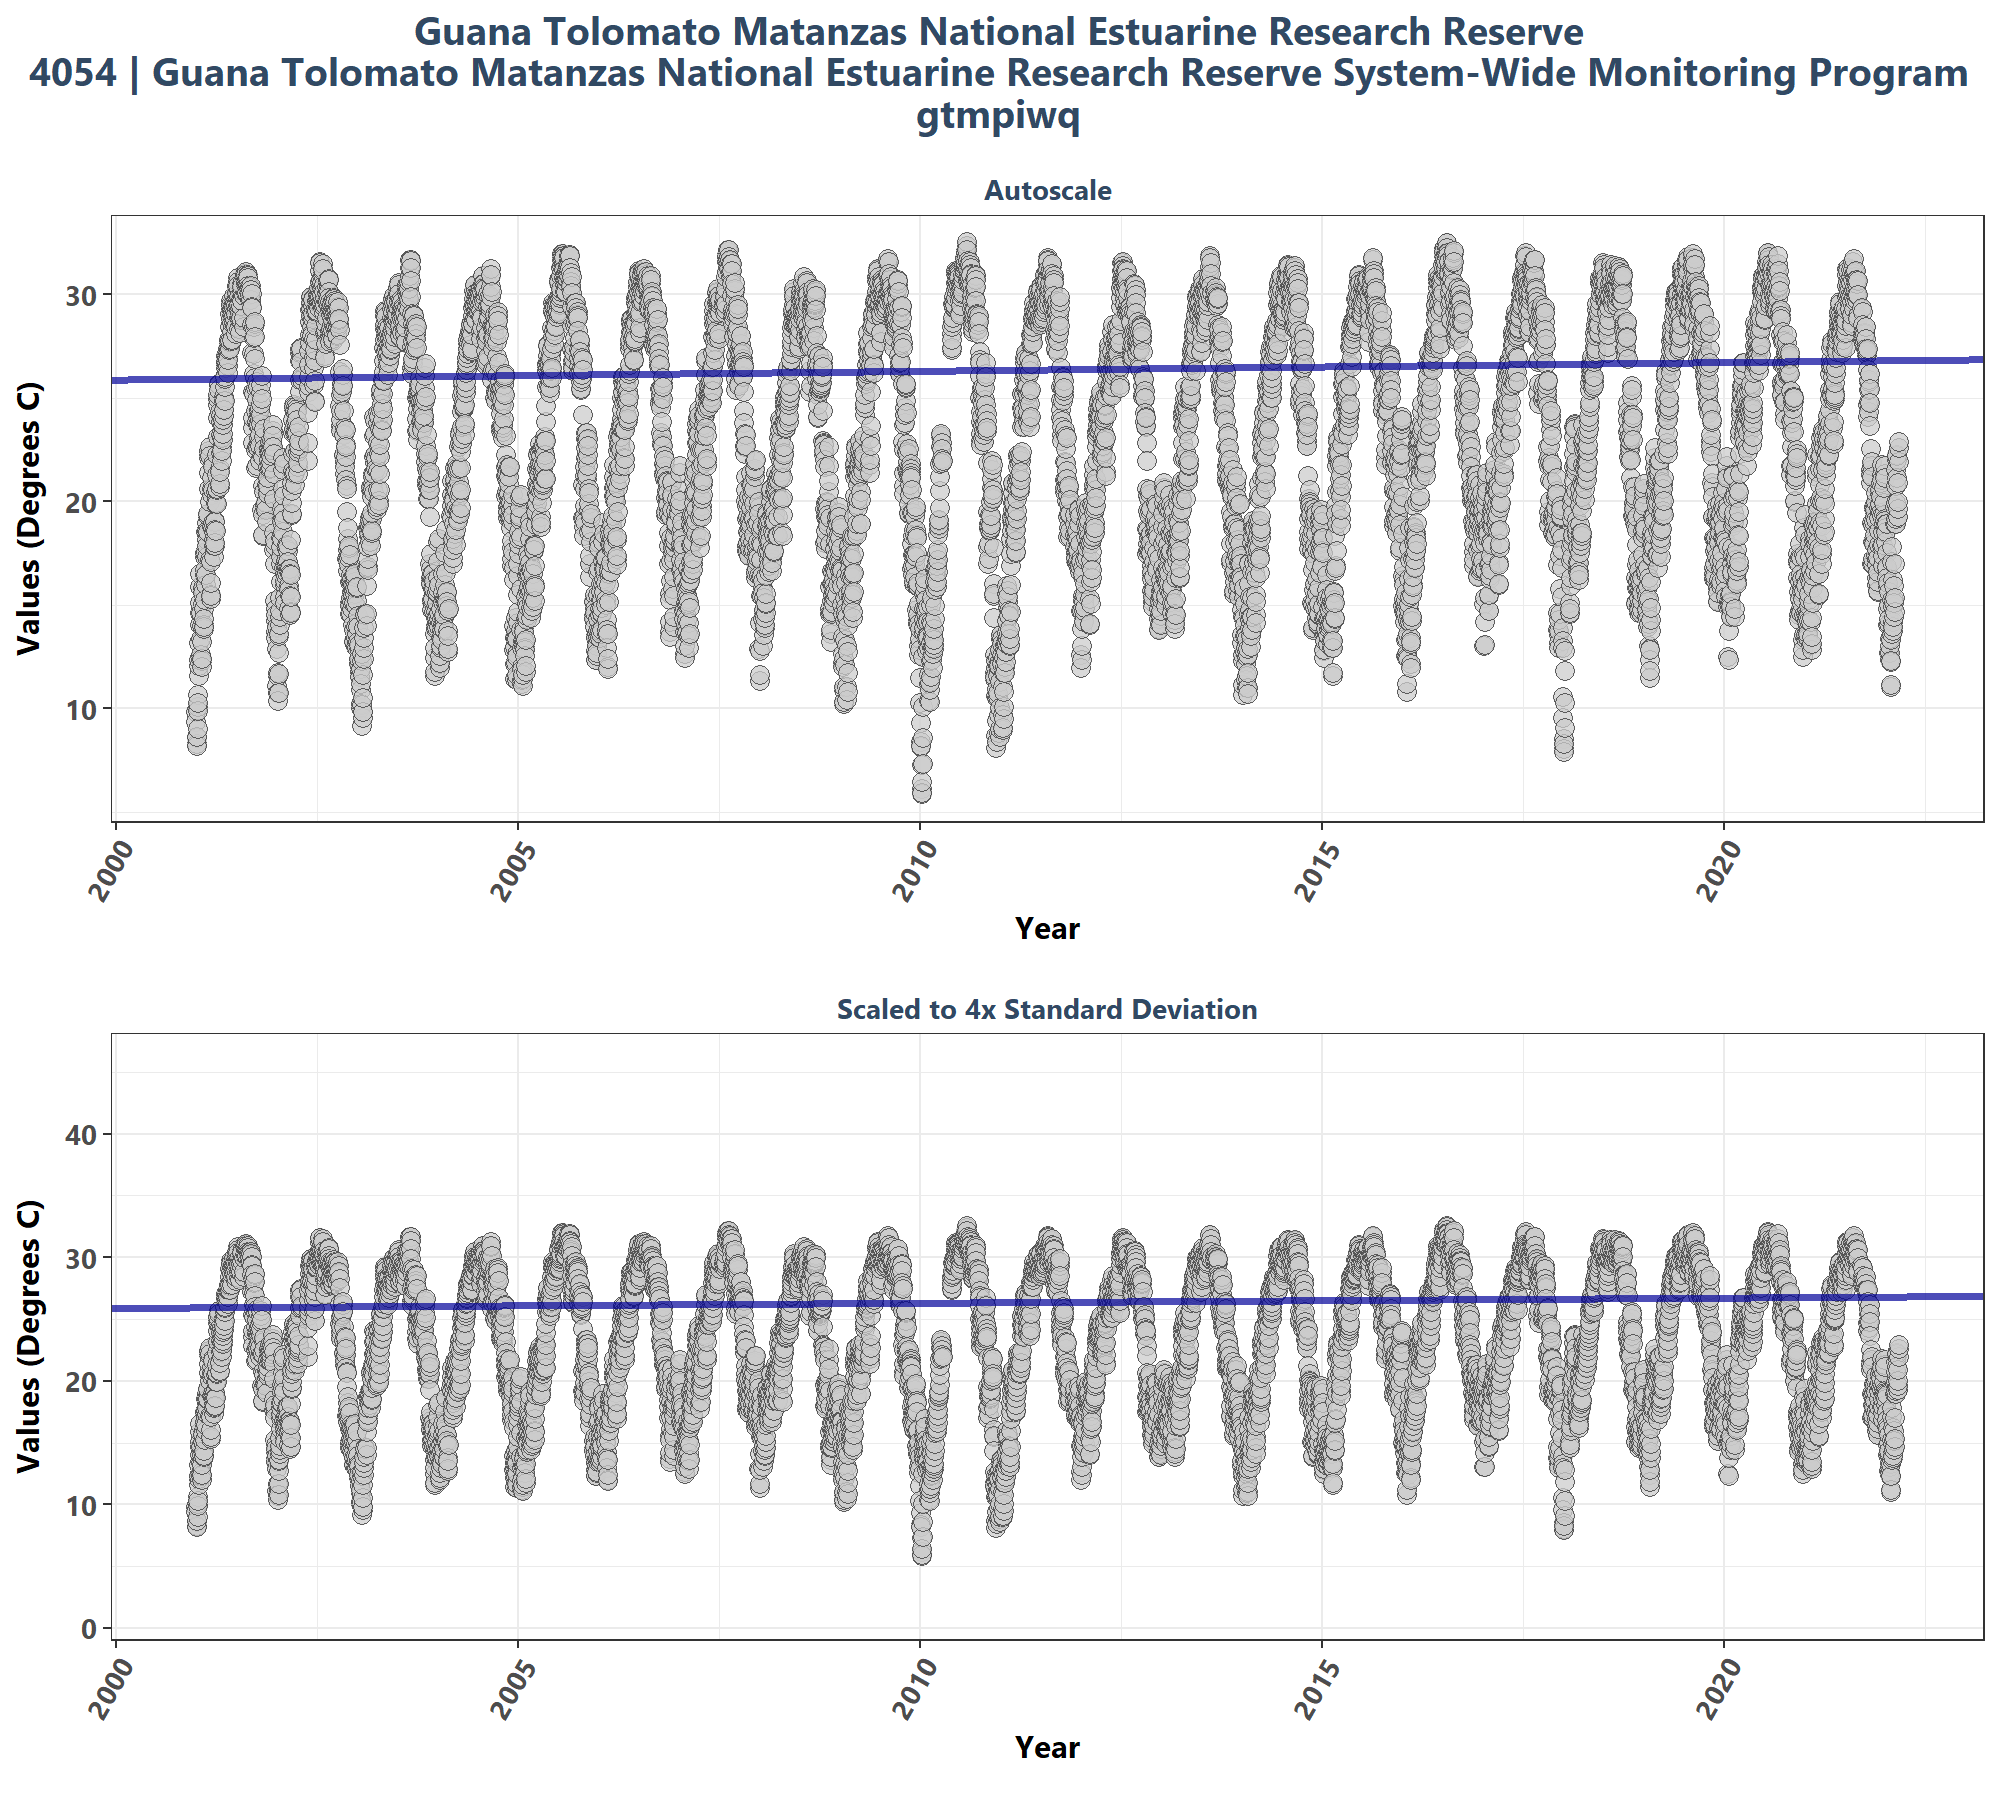 Guana Tolomato Matanzas National Estuarine Research Reserve
4054 | Guana Tolomato Matanzas National Estuarine Research Reserve System-Wide Monitoring Program
gtmpiwq
Autoscale
Values (Degrees C)
30
20
10
2000
2005
2010
2015
2020
Year
Scaled to 4x Standard Deviation
Values (Degrees C)
40
30
20
10
0
2000
2005
2010
2015
2020
Year